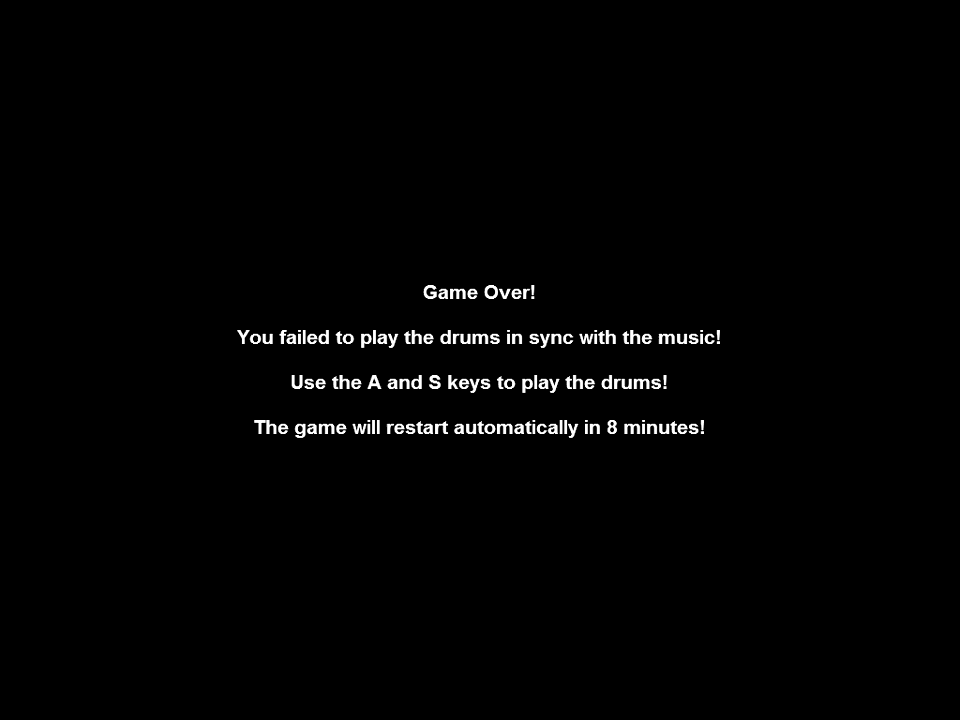 Game Over!
You failed to play the drums in sync with the music!
Use the A and S keys to play the drums!
The game will restart automatically in 8 minutes!